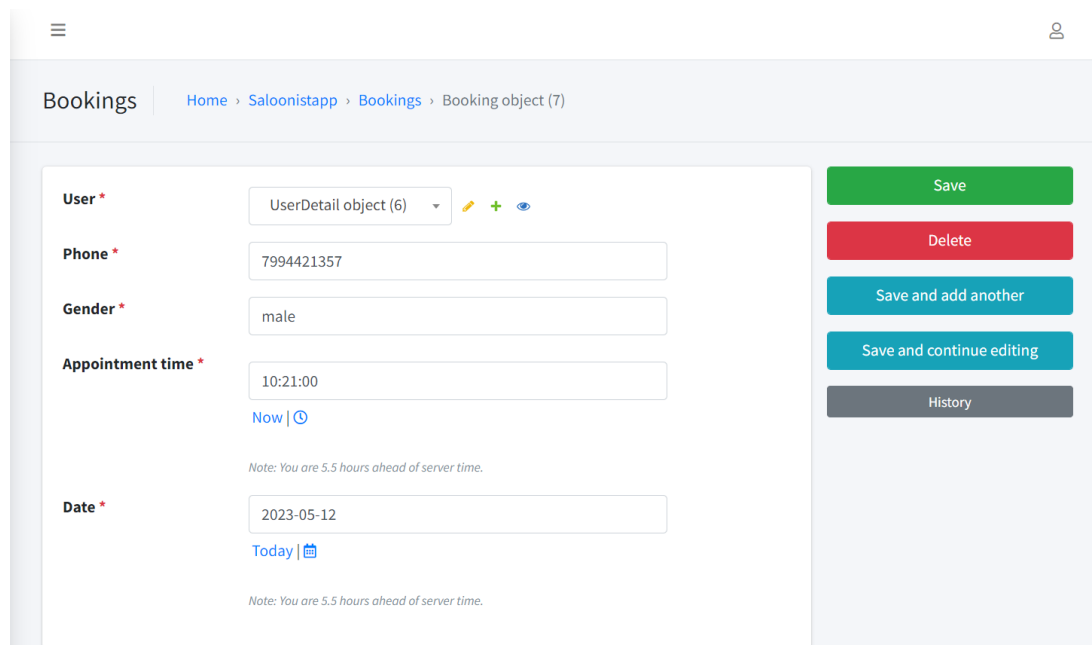 Bookings
Home › Saloonistapp › Bookings › Booking object (7)
User *
UserDetail object (6)
Save
Phone *
7994421357
Delete
Gender *
male
Save and add another
Appointment time *
10:21:00
Save and continue editing
Now |
History
Note: You are 5.5 hours ahead of server time.
Date *
2023-05-12
Today |
Note: You are 5.5 hours ahead of server time.